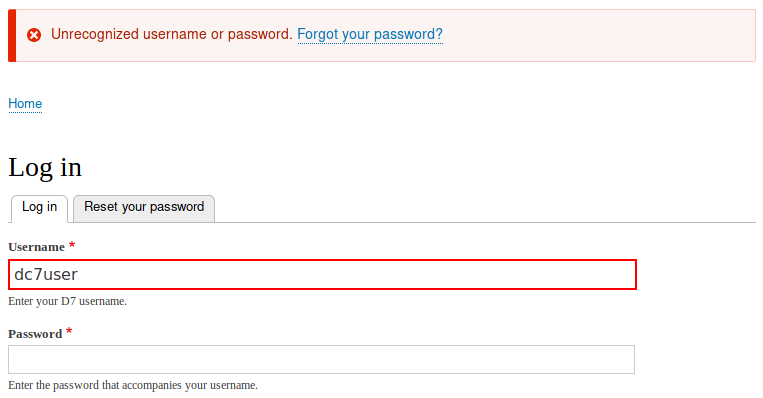 Unrecognized username or password. Forgot your password?
Home
Log in
Log in Reset your password
Username *
dc7user
Enter your D7 username.
Password *
Enter the password that accompanies your username.